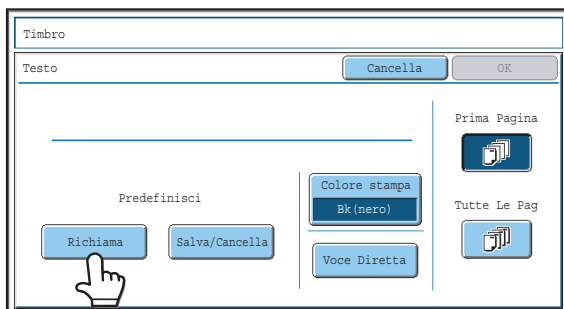 Timbro
Testo
Cancella
OK
Prima Pagina
Colore stampa
Bk(nero)
Predefinisci
Tutte Le Pag
Richiama
Salva/Cancella
Voce Diretta